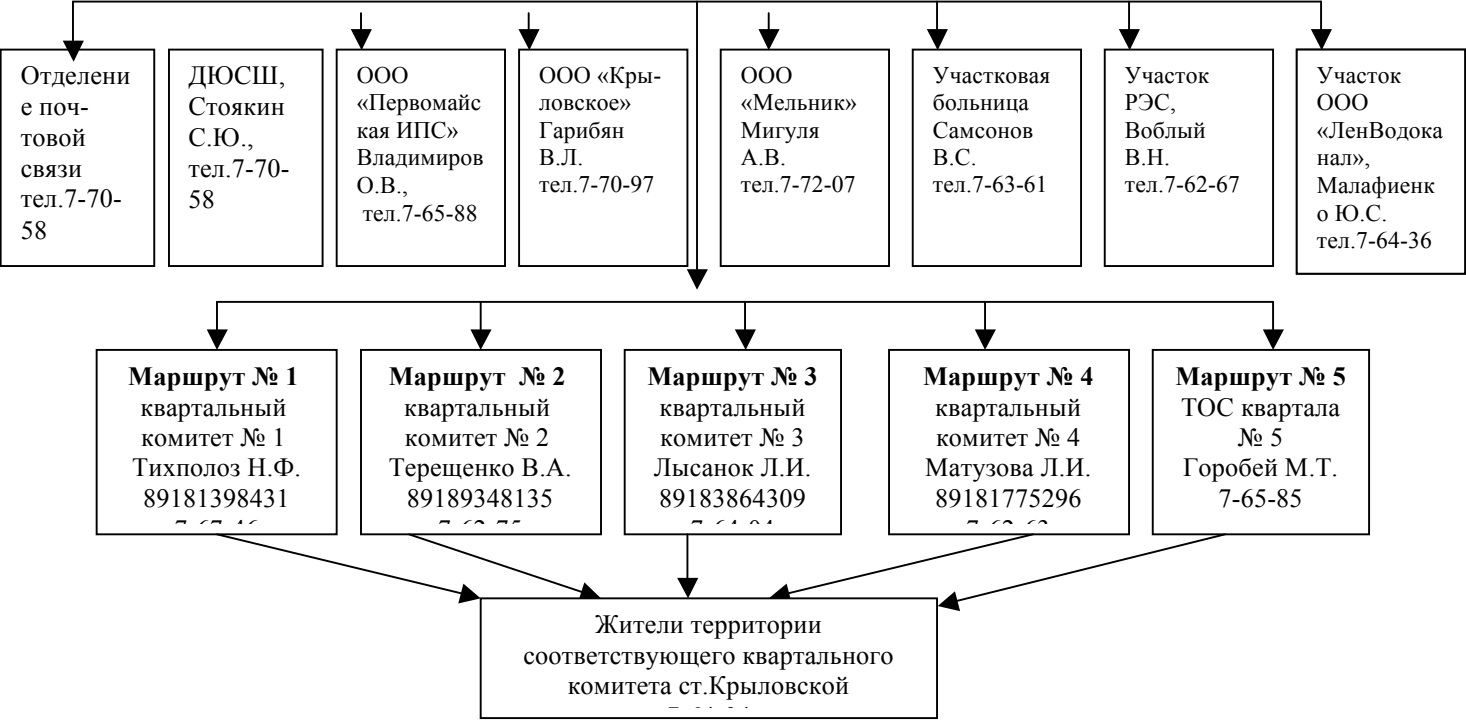 Отделени
е поч-
товой
связи
тел.7-70-
58
ДЮСШ,
Стоякин
С.Ю.,
тел.7-70-
58
ООО
«Первомайс
кая ИПС»
Владимиров
О.В.,
тел.7-65-88
ООО «Кры-
ловское»
Гарибян
В.Л.
тел.7-70-97
ООО
«Мельник»
Мигуля
А.В.
тел.7-72-07
Участковая
больница
Самсонов
В.С.
тел.7-63-61
Участок
РЭС,
Воблый
В.Н.
тел.7-62-67
Участок
ООО
«ЛенВодока
нал»,
Малафиенк
о Ю.С.
тел.7-64-36
Маршрут № 1
квартальный
комитет № 1
Тихполоз Н.Ф.
89181398431
Маршрут № 2
квартальный
комитет № 2
Терещенко В.А.
89189348135
Маршрут № 3
квартальный
комитет № 3
Лысанок Л.И.
89183864309
Маршрут № 4
квартальный
комитет № 4
Матузова Л.И.
89181775296
Маршрут № 5
ТОС квартала
№ 5
Горобей М.Т.
7-65-85
Жители территории
соответствующего квартального
комитета ст.Крыловской